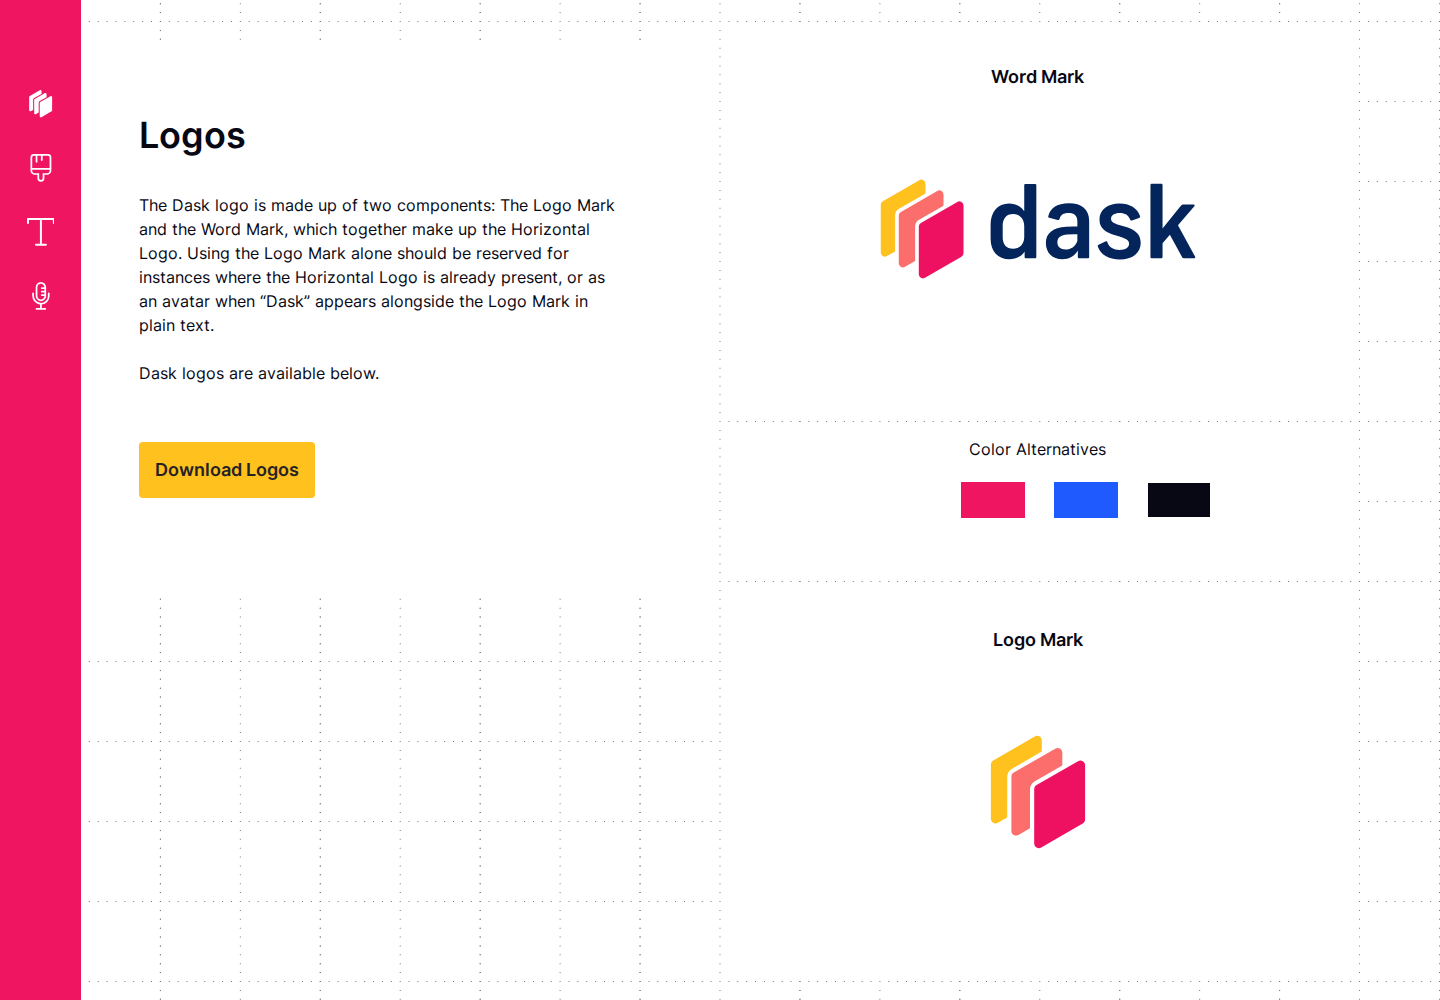 Logos
The Dask logo is made up of two components: The Logo Mark
and the Word Mark, which together make up the Horizontal
Logo. Using the Logo Mark alone should be reserved for
instances where the Horizontal Logo is already present, or as
an avatar when “Dask” appears alongside the Logo Mark in
plain text.
Dask logos are available below.
Download Logos
Word Mark
dask
Color Alternatives
Logo Mark